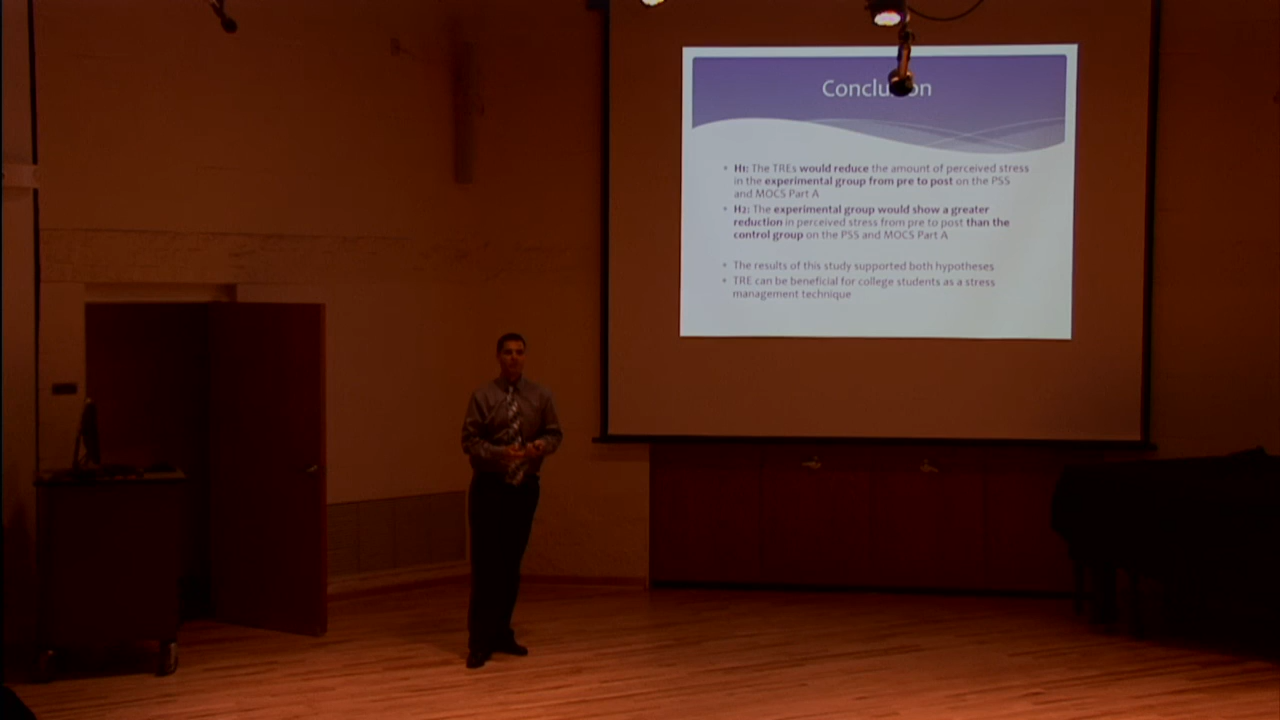 Conclusion
• H1: The TREs would reduce the amount of perceived stress
in the experimental group from pre to post on the PSS
and MOCS Part A
• H2: The experimental group would show a greater
reduction in perceived stress from pre to post than the
control group on the PSS and MOCS Part A
• The results of this study supported both hypotheses
• TRE can be beneficial for college students as a stress
management technique